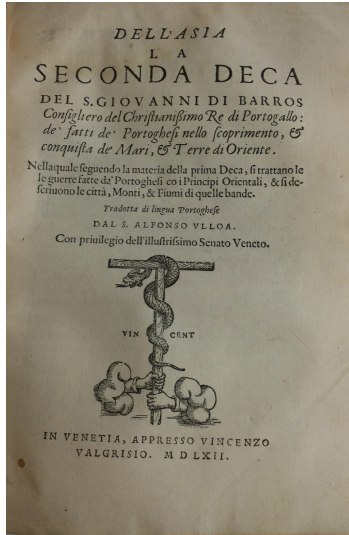 DELL'ASIA
LA
SECONDA DECA
DEL S. GIOVANNI DI BARROS
Consigliero del Christianißimo Re di Portogallo:
de' fatti de' Portoghesi nello scoprimento, &
conquista de' Mari, & Terre di Oriente.
Nella quale seguendo la materia della prima Deca, si trattano le
le guerre fatte da' Portoghesi co i Principi Orientali, & si de-
scriuono le città, Monti, & Fiumi di quelle bande.
Tradotta di lingua Portoghese
DAL S. ALFONSO VLLOA.
Con priuilegio dell'illustrissimo Senato Veneto.
VIN CENT
IN VENETIA, APPRESSO VINCENZO
VALGRISIO. M D LXII.